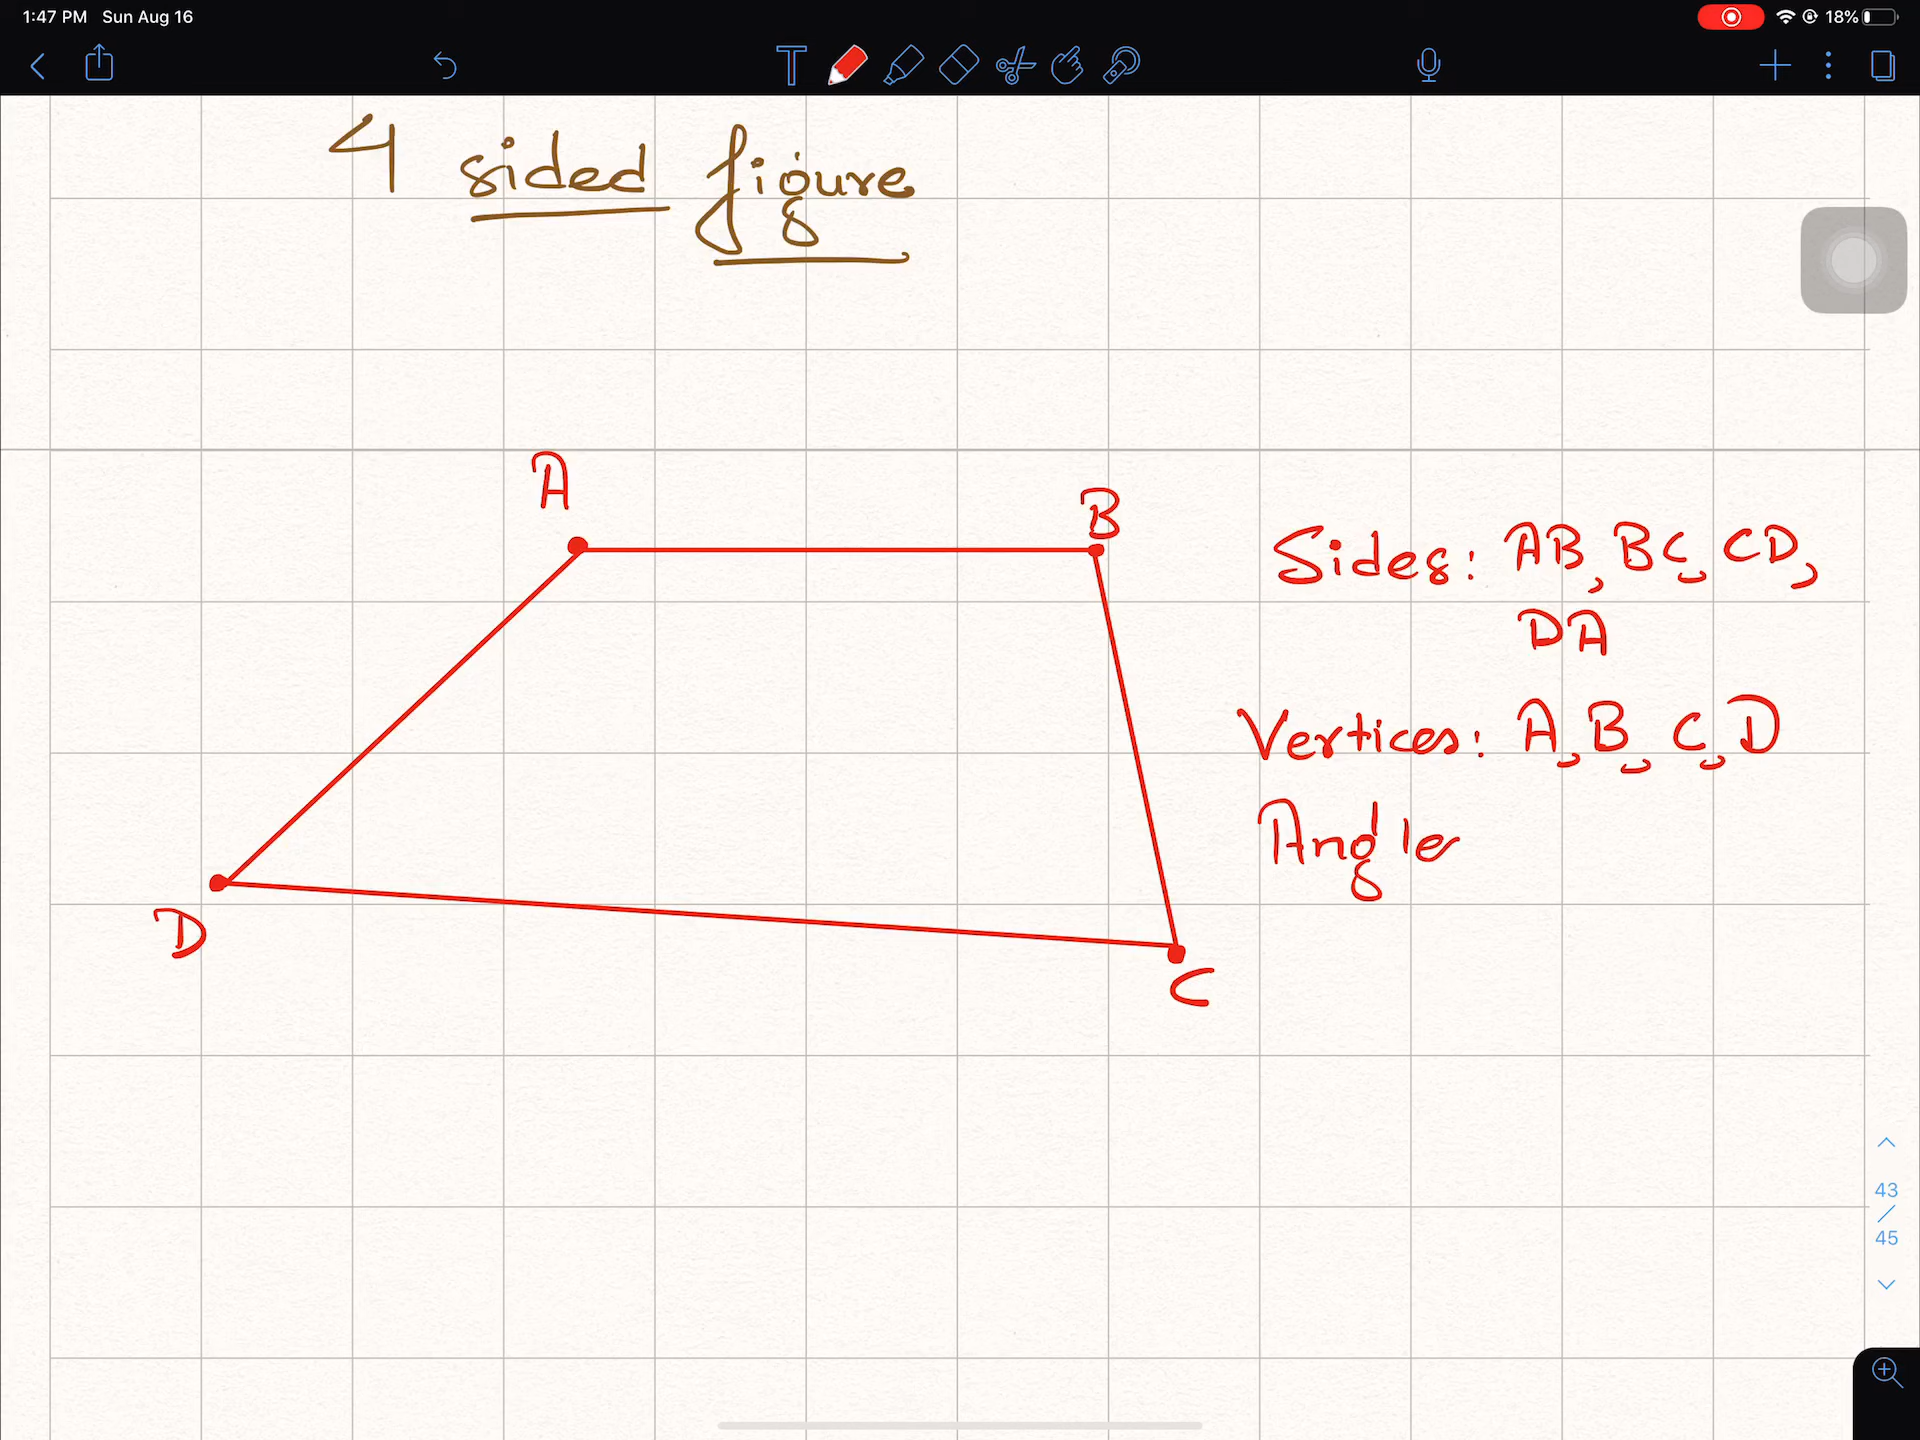 1:47 PM Sun Aug 16
18%
4 sided figure
A
B
Sides: AB, BC, CD,
DA
Vertices: A, B, C, D
Angle
D
C
43
/
45